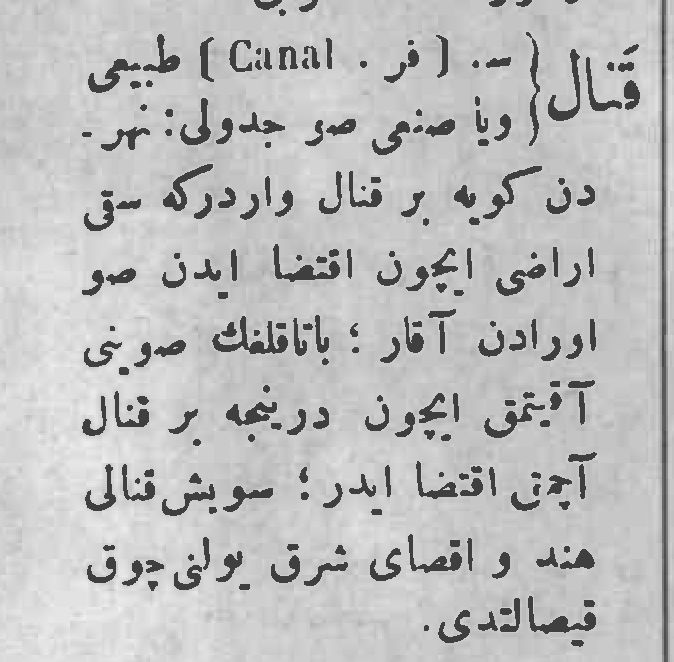 قَنال { س. [ فر. Canal ] طبیعی
ویا صنعی صو جدولی: نهر-
دن کویه بر قنال واردرکه سقی
اراضی ایچون اقتضا ایدن صو
اورادن آقار ؛ باتاقلغك صوینی
آقیتمق ایچون درینجه بر قنال
آچمق اقتضا ایدر ؛ سویش قنالی
هند و اقصای شرق یولنی چوق
قیصالتدی.